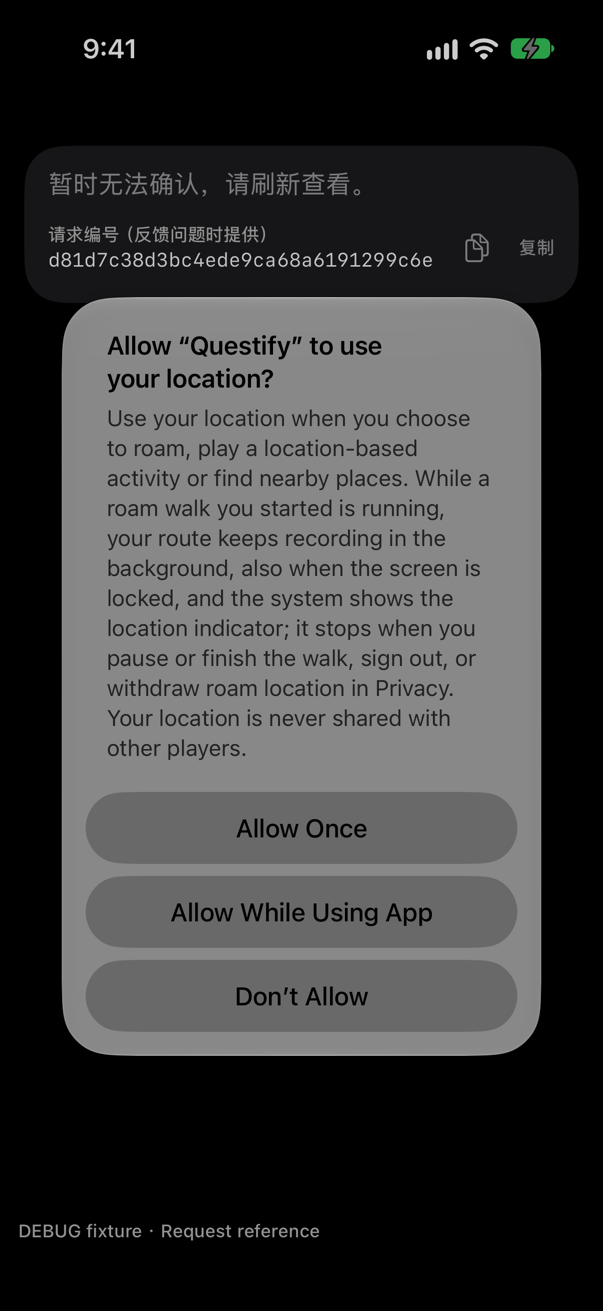 9:41
暂时无法确认，请刷新查看。
请求编号（反馈问题时提供）
d81d7c38d3bc4ede9ca68a6191299c6e
复制
Allow “Questify” to use
your location?
Use your location when you choose
to roam, play a location-based
activity or find nearby places. While a
roam walk you started is running,
your route keeps recording in the
background, also when the screen is
locked, and the system shows the
location indicator; it stops when you
pause or finish the walk, sign out, or
withdraw roam location in Privacy.
Your location is never shared with
other players.
Allow Once
Allow While Using App
Don’t Allow
DEBUG fixture · Request reference